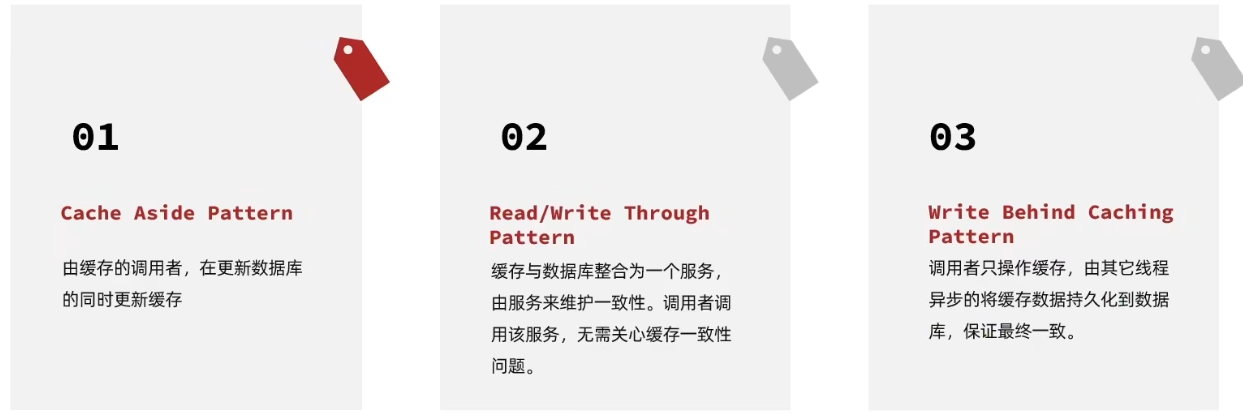 01
Cache Aside Pattern
由缓存的调用者，在更新数据库
的同时更新缓存
02
Read/Write Through
Pattern
缓存与数据库整合为一个服务，
由服务来维护一致性。调用者调
用该服务，无需关心缓存一致性
问题。
03
Write Behind Caching
Pattern
调用者只操作缓存，由其它线程
异步的将缓存数据持久化到数据
库，保证最终一致。